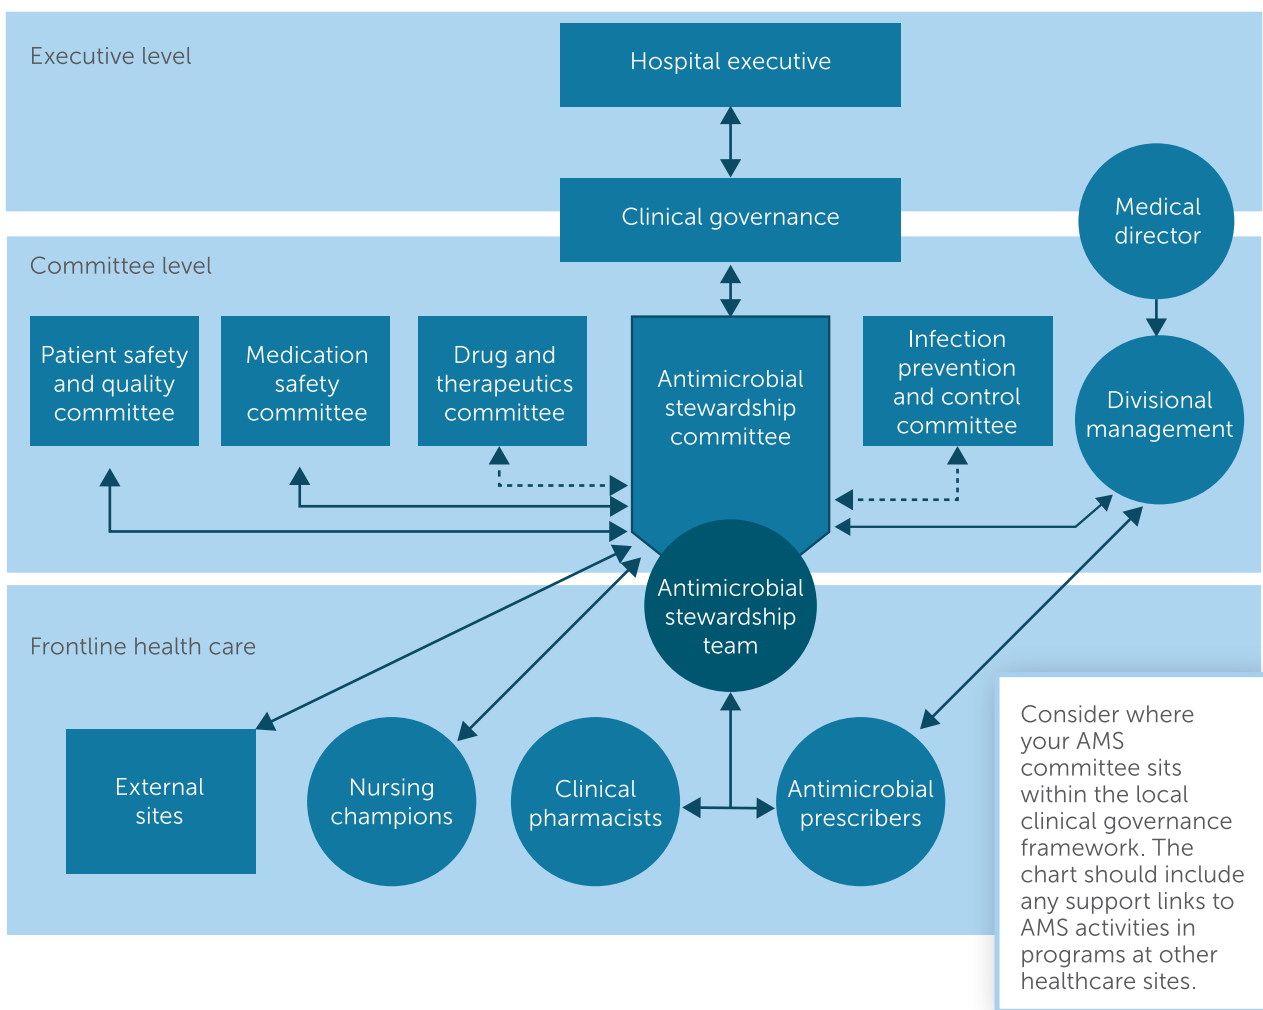 Executive level
Hospital executive
Clinical governance
Medical
director
Committee level
Patient safety
and quality
committee
Medication
safety
committee
Drug and
therapeutics
committee
Antimicrobial
stewardship
committee
Infection
prevention
and control
committee
Divisional
management
Antimicrobial
stewardship
team
Frontline health care
External
sites
Nursing
champions
Clinical
pharmacists
Antimicrobial
prescribers
Consider where
your AMS
committee sits
within the local
clinical governance
framework. The
chart should include
any support links to
AMS activities in
programs at other
healthcare sites.